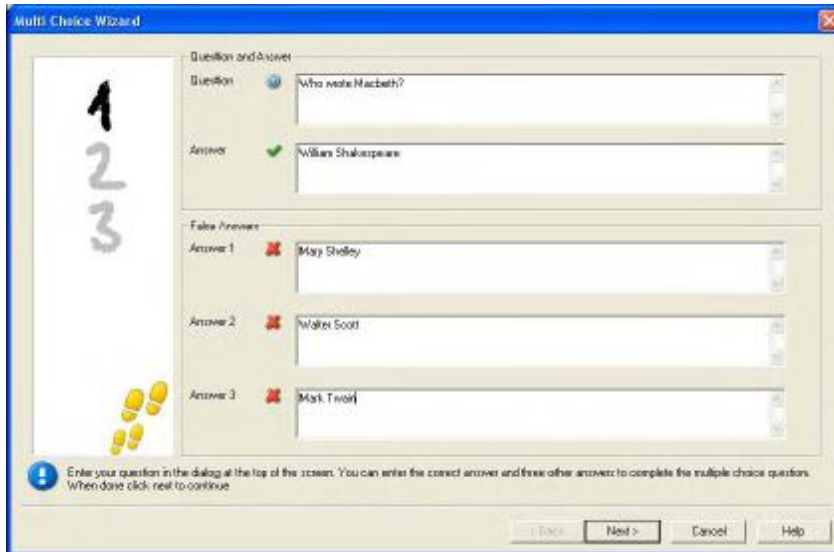 Multi Choice Wizard
1
2
3
Question and Answer
Question
Who wrote Macbeth?
Answer
William Shakespeare
False Answers
Answer 1
Mary Shelley
Answer 2
Walter Scott
Answer 3
Mark Twain
Enter your question in the dialog at the top of the screen. You can enter the correct answer and three other answers to complete the multiple choice question.
When done click next to continue
< Back
Next >
Cancel
Help